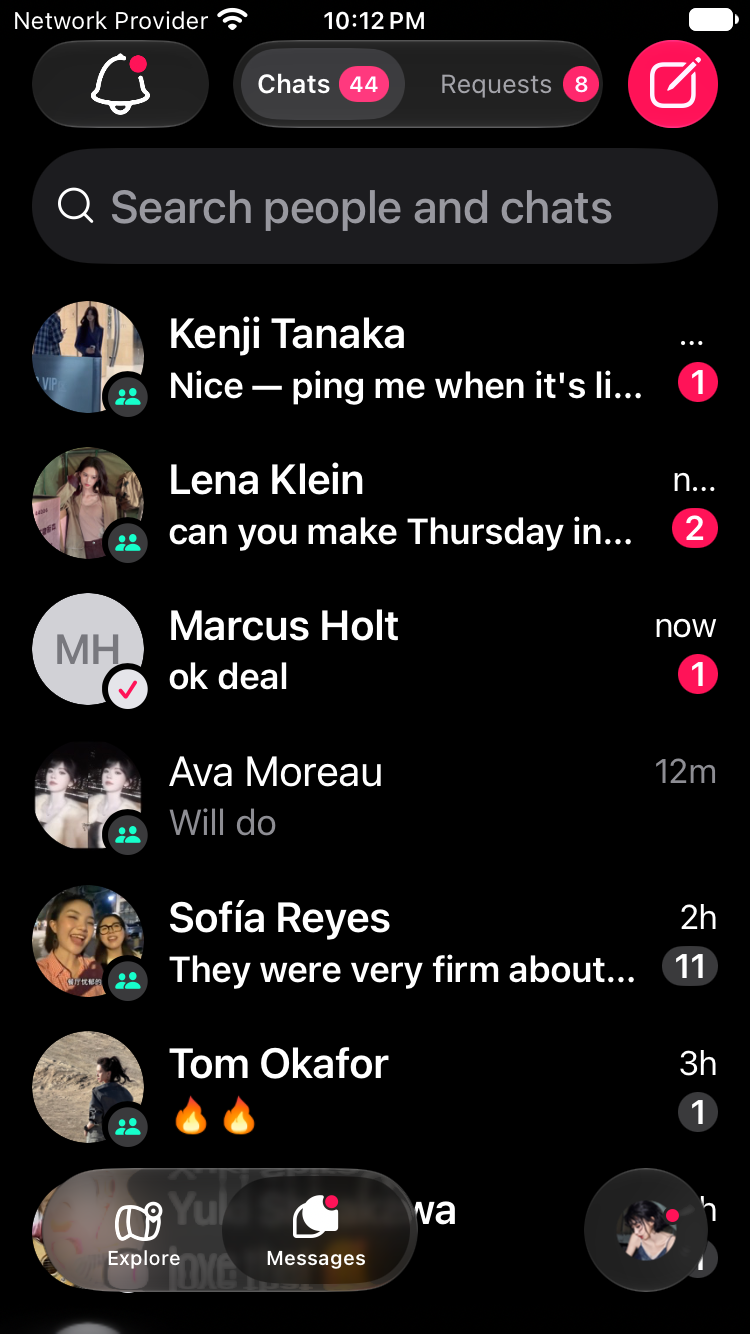 Network Provider 10:12 PM
Chats 44 Requests 8
Search people and chats
Kenji Tanaka ...
Nice — ping me when it's li... 1
VIP
Lena Klein n...
can you make Thursday in... 2
MH Marcus Holt now
ok deal 1
Ava Moreau 12m
Will do
Sofía Reyes 2h
They were very firm about... 11
Tom Okafor 3h
🔥🔥 1
Explore Messages